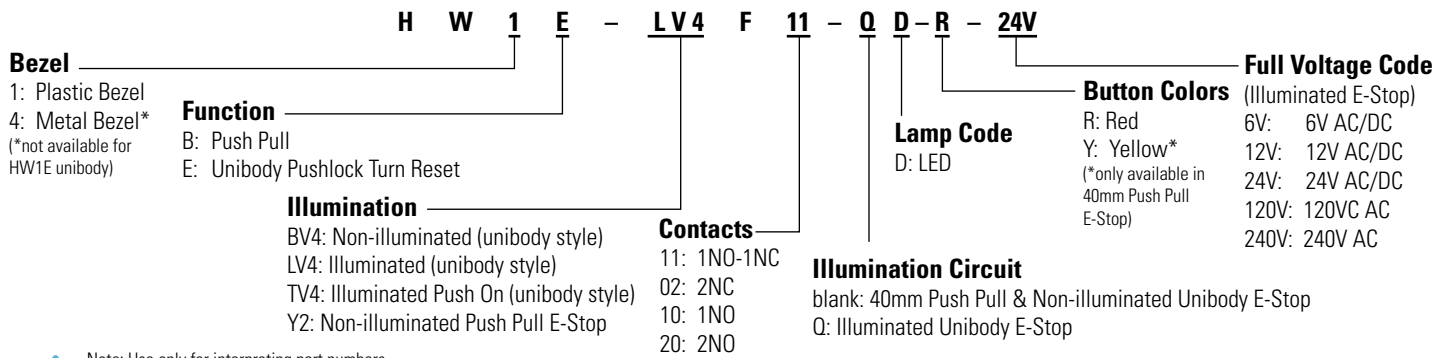 H W 1 E – LV4 F 11 – Q D – R – 24V
Bezel
1: Plastic Bezel
4: Metal Bezel*
(*not available for
HW1E unibody)
Function
B: Push Pull
E: Unibody Pushlock Turn Reset
Illumination
BV4: Non-illuminated (unibody style)
LV4: Illuminated (unibody style)
TV4: Illuminated Push On (unibody style)
Y2: Non-illuminated Push Pull E-Stop
Contacts
11: 1NO-1NC
02: 2NC
10: 1NO
20: 2NO
Illumination Circuit
blank: 40mm Push Pull & Non-illuminated Unibody E-Stop
Q: Illuminated Unibody E-Stop
Lamp Code
D: LED
Button Colors
R: Red
Y: Yellow*
(*only available in
40mm Push Pull
E-Stop)
Full Voltage Code
(Illuminated E-Stop)
6V: 6V AC/DC
12V: 12V AC/DC
24V: 24V AC/DC
120V: 120VC AC
240V: 240V AC
Note: Use only for interpreting part numbers